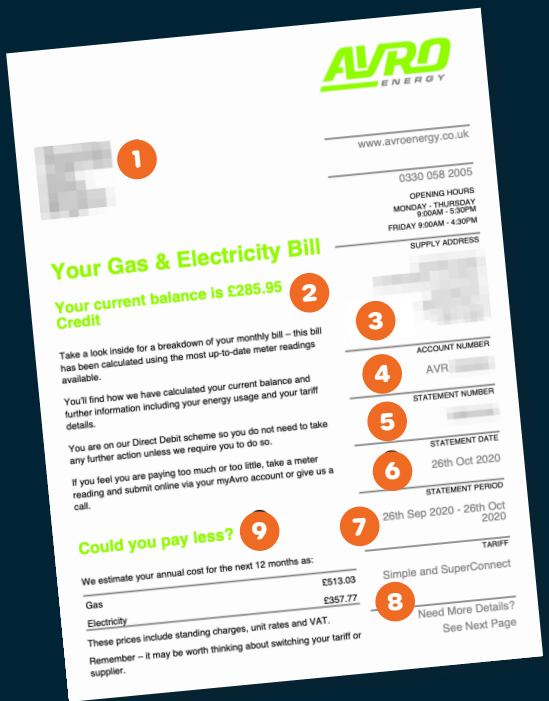 AVRO
ENERGY
1
www.avroenergy.co.uk
0330 058 2005
OPENING HOURS
MONDAY - THURSDAY
9:00AM - 5:30PM
FRIDAY 9:00AM - 4:30PM
SUPPLY ADDRESS
3
ACCOUNT NUMBER
4
AVR
STATEMENT NUMBER
5
STATEMENT DATE
6
26th Oct 2020
STATEMENT PERIOD
7
26th Sep 2020 - 26th Oct
2020
TARIFF
Simple and SuperConnect
8
Need More Details?
See Next Page
Your Gas & Electricity Bill
Your current balance is £285.95
Credit
2
Take a look inside for a breakdown of your monthly bill – this bill
has been calculated using the most up-to-date meter readings
available.
You'll find how we have calculated your current balance and
further information including your energy usage and your tariff
details.
You are on our Direct Debit scheme so you do not need to take
any further action unless we require you to do so.
If you feel you are paying too much or too little, take a meter
reading and submit online via your myAvro account or give us a
call.
Could you pay less?
9
We estimate your annual cost for the next 12 months as:
Gas £513.03
Electricity £357.77
These prices include standing charges, unit rates and VAT.
Remember – it may be worth thinking about switching your tariff or
supplier.